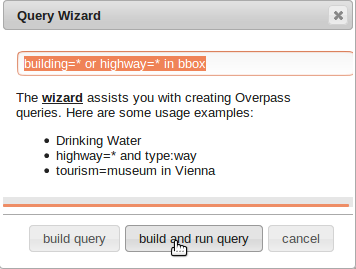 Query Wizard
building=* or highway=* in bbox
The wizard assists you with creating Overpass
queries. Here are some usage examples:
Drinking Water
highway=* and type:way
tourism=museum in Vienna
build query build and run query cancel